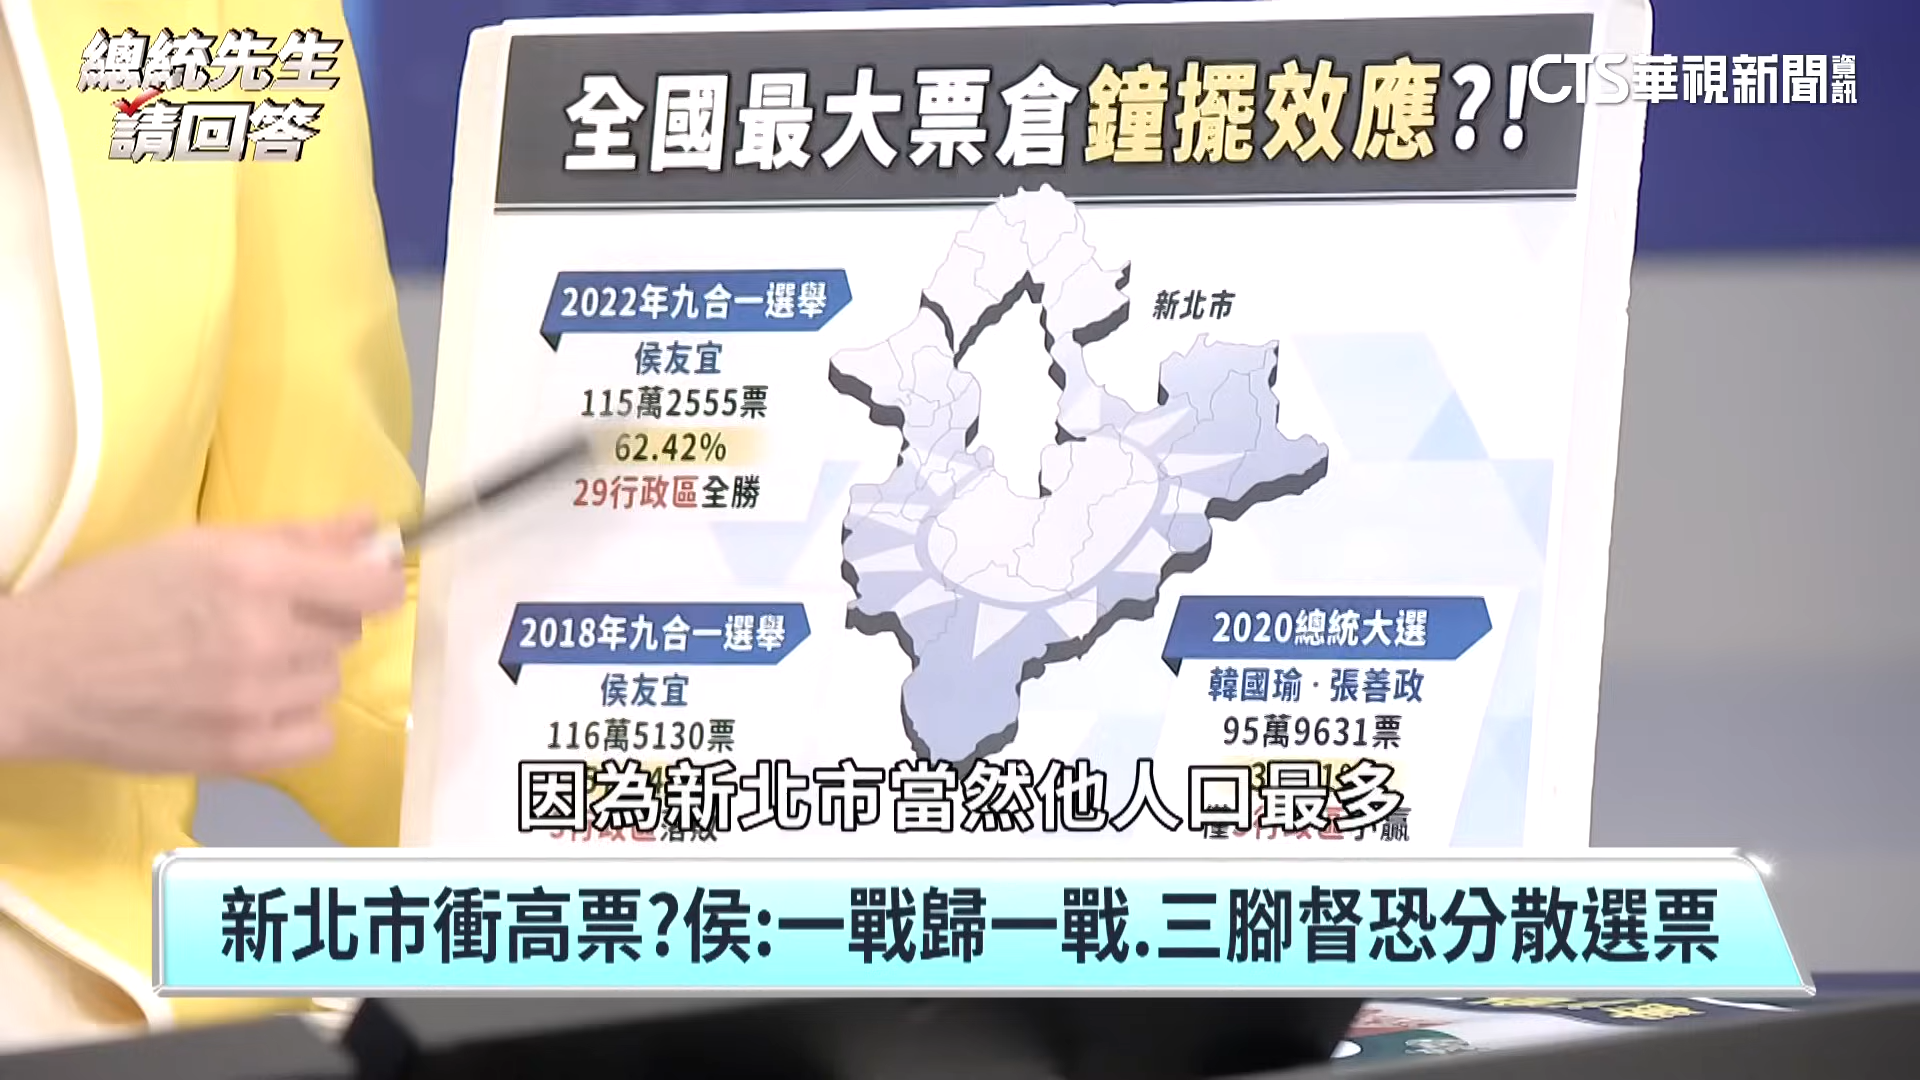 總統先生
請回答
CTS華視新聞資訊
全國最大票倉鐘擺效應?!
新北市
2022年九合一選舉
侯友宜
115萬2555票
62.42%
29行政區全勝
2018年九合一選舉
侯友宜
116萬5130票
2020總統大選
韓國瑜·張善政
95萬9631票
因為新北市當然他人口最多
新北市衝高票?侯:一戰歸一戰.三腳督恐分散選票